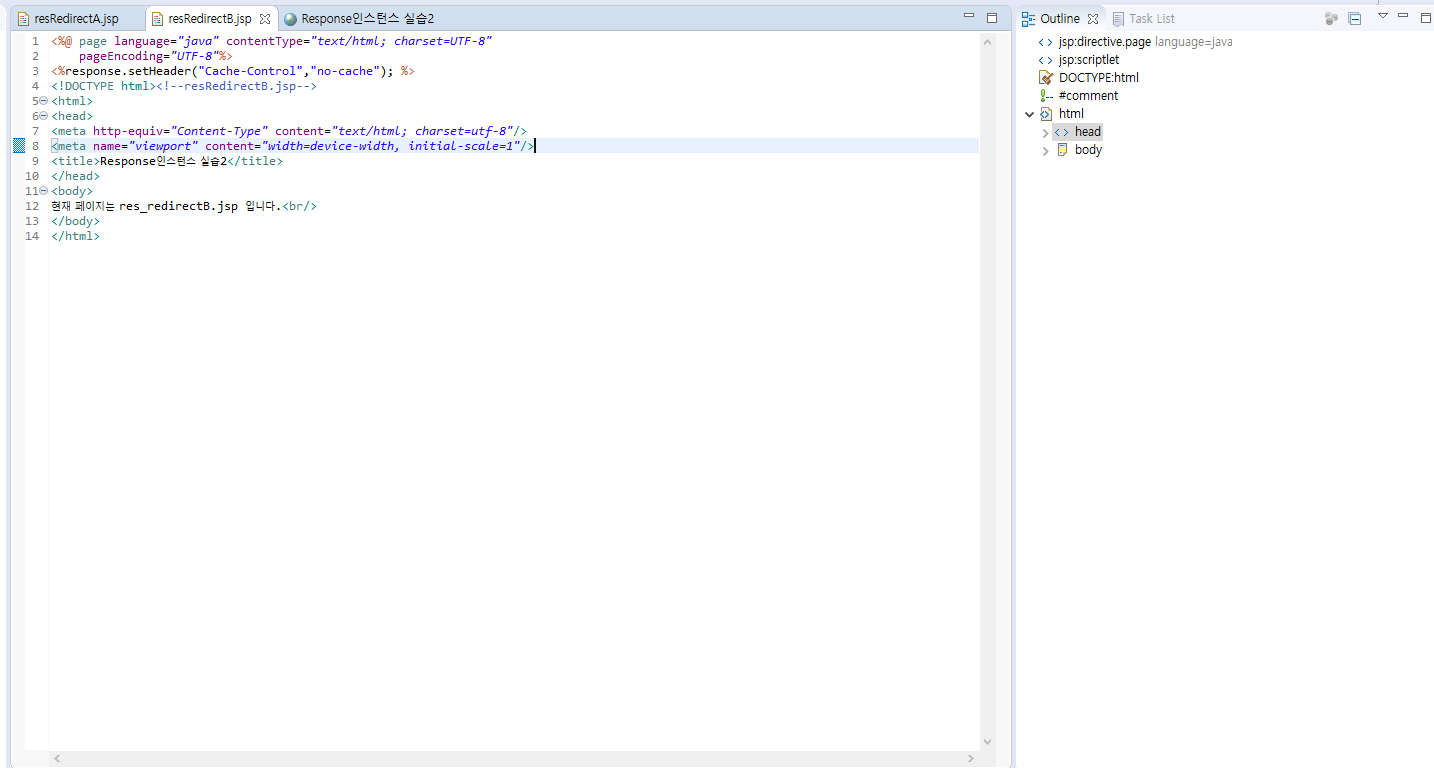 resRedirectA.jsp
resRedirectB.jsp
Response인스턴스 실습2
Outline
Task List
1 <%@ page language="java" contentType="text/html; charset=UTF-8"
2     pageEncoding="UTF-8"%>
3 <%response.setHeader("Cache-Control","no-cache"); %>
4 <!DOCTYPE html><!--resRedirectB.jsp-->
5 <html>
6 <head>
7 <meta http-equiv="Content-Type" content="text/html; charset=utf-8"/>
8 <meta name="viewport" content="width=device-width, initial-scale=1"/>
9 <title>Response인스턴스 실습2</title>
10 </head>
11 <body>
12 현재 페이지는 res_redirectB.jsp 입니다.<br/>
13 </body>
14 </html>
jsp:directive.page language=java
jsp:scriptlet
DOCTYPE:html
#comment
html
head
body